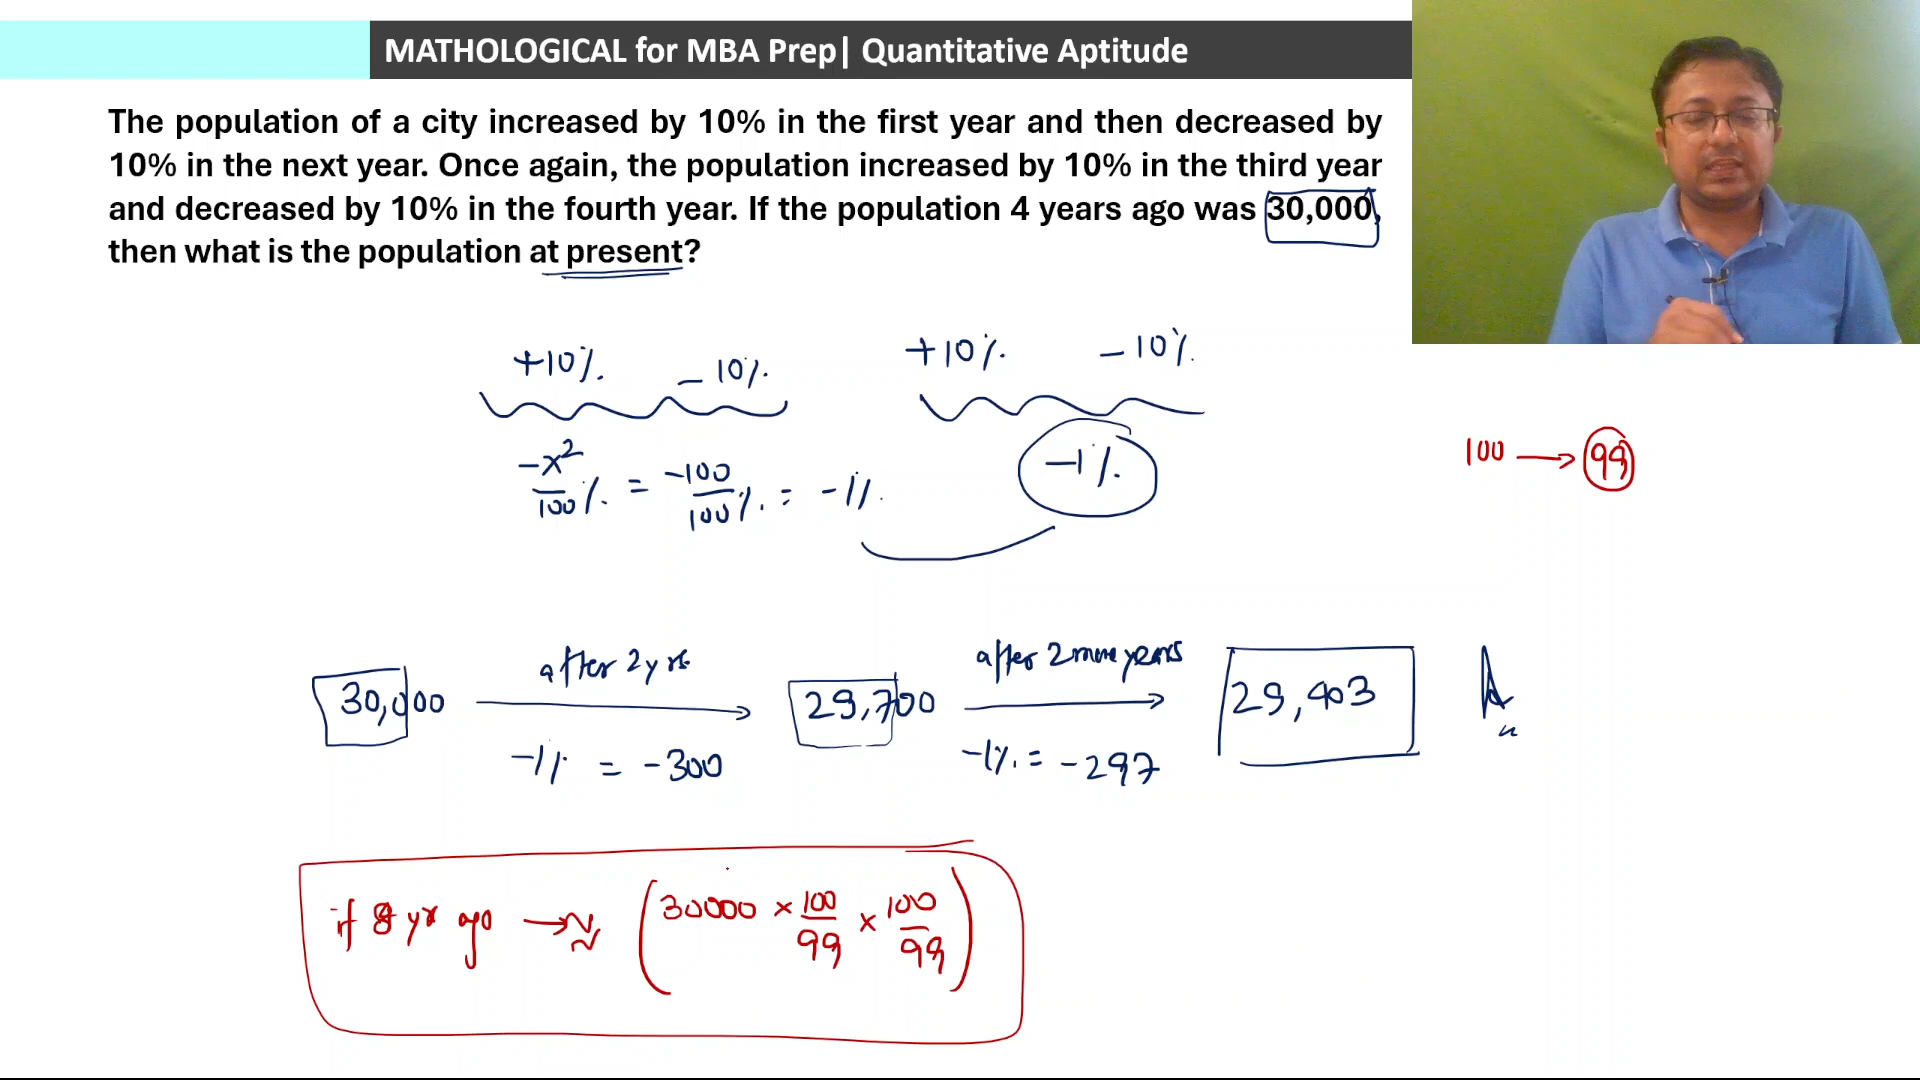 MATHOLOGICAL for MBA Prep| Quantitative Aptitude
The population of a city increased by 10% in the first year and then decreased by
10% in the next year. Once again, the population increased by 10% in the third year
and decreased by 10% in the fourth year. If the population 4 years ago was 30,000,
then what is the population at present?
+10% -10% +10% -10%
-x²/100 % = -100/100 % = -1% -1%
100 → 99
after 2 yrs after 2 more years
30,000 → 29,700 → 29,403
-1% = -300 -1% = -297
if 8 yr ago → (30000 × 100/99 × 100/99)